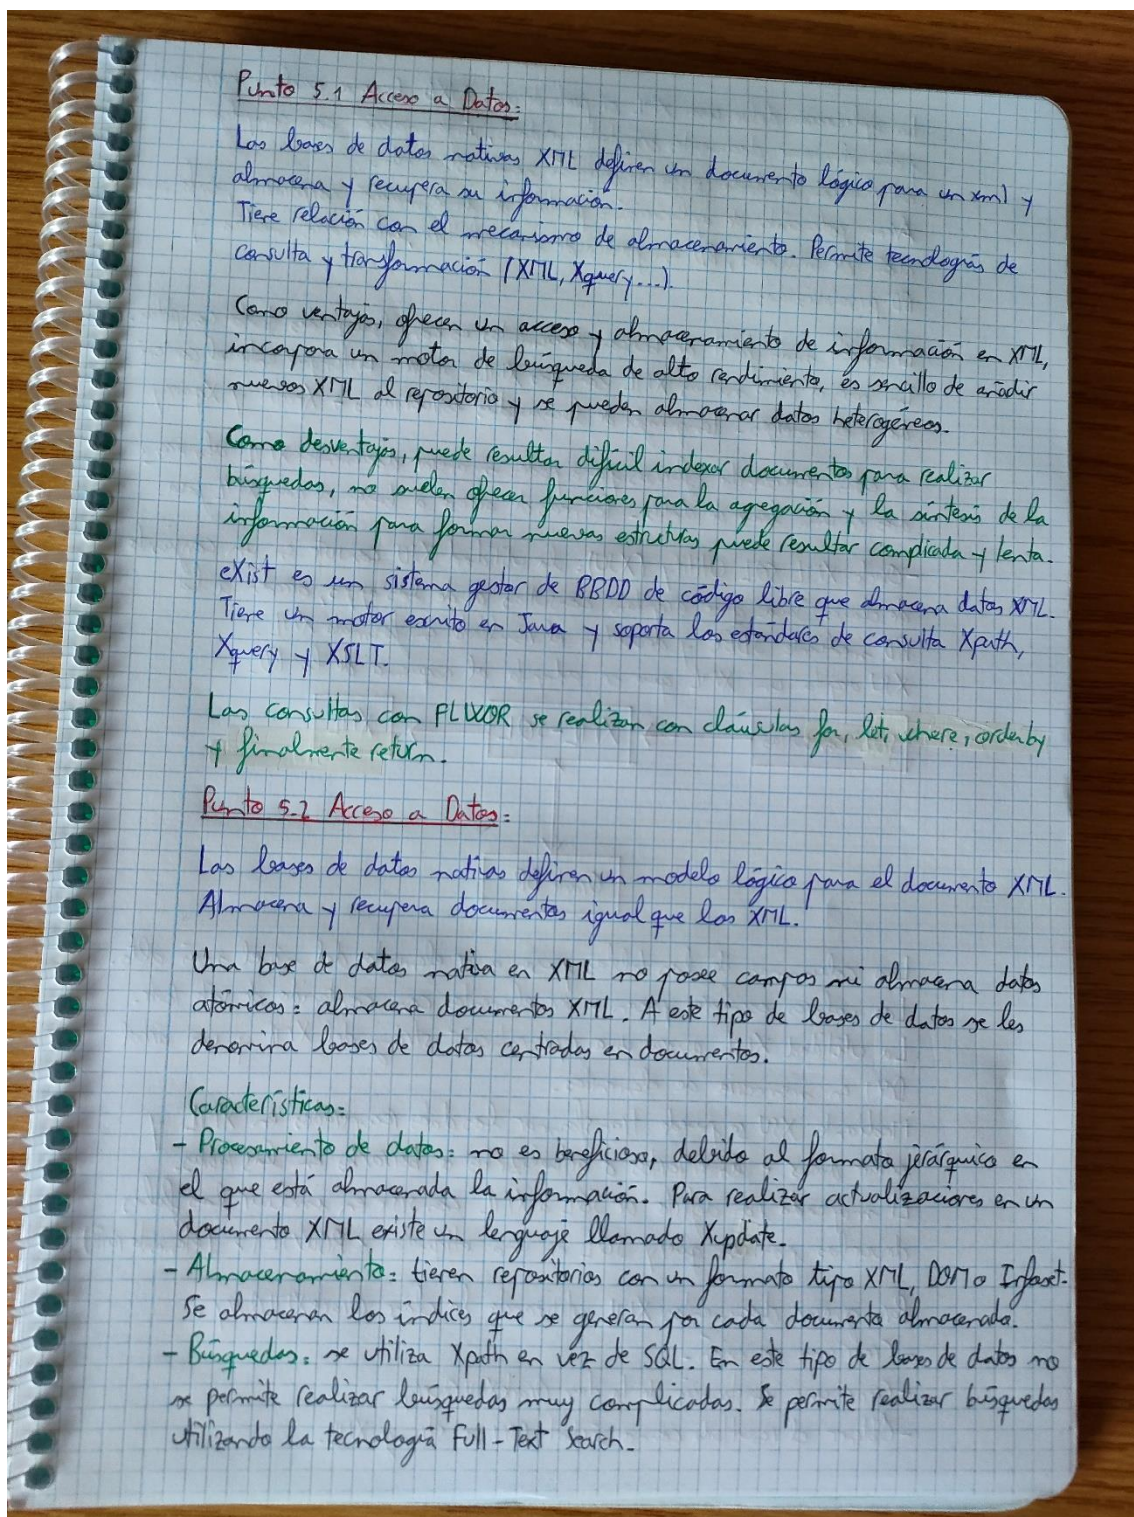 Punto 5.1 Acceso a Datos:
Las bases de datos nativas XML definen un documento lógico para un xml y
almacena y recupera su información.
Tiene relación con el mecanismo de almacenamiento. Permite tecnologías de
consulta y transformación (XML, Xquery...).
Como ventajas, ofrecen un acceso y almacenamiento de información en XML,
incorpora un motor de búsqueda de alto rendimiento, es sencillo de añadir
nuevos XML al repositorio y se pueden almacenar datos heterogéneos.
Como desventajas, puede resultar difícil indexar documentos para realizar
búsquedas, no suelen ofrecer funciones para la agregación y la síntesis de la
información para formar nuevas estructuras puede resultar complicada y lenta.
eXist es un sistema gestor de BBDD de código libre que almacena datos XML.
Tiene un motor escrito en Java y soporta los estándares de consulta Xpath,
Xquery y XSLT.
Las consultas con FLWOR se realizan con cláusulas for, let, where, order by
y finalmente return.
Punto 5.2 Acceso a Datos:
Las bases de datos nativas definen un modelo lógico para el documento XML.
Almacena y recupera documentos igual que los XML.
Una base de datos nativa en XML no posee campos ni almacena datos
atómicos: almacena documentos XML. A este tipo de bases de datos se les
denomina bases de datos centradas en documentos.
Características:
- Procesamiento de datos: no es beneficioso, debido al formato jerárquico en
el que está almacenada la información. Para realizar actualizaciones en un
documento XML existe un lenguaje llamado Xupdate.
- Almacenamiento: tienen repositorios con un formato tipo XML, DOM o Infoset.
Se almacenan los índices que se generan por cada documento almacenado.
- Búsquedas: se utiliza Xpath en vez de SQL. En este tipo de bases de datos no
se permite realizar búsquedas muy complicadas. Se permite realizar búsquedas
utilizando la tecnología Full-Text Search.